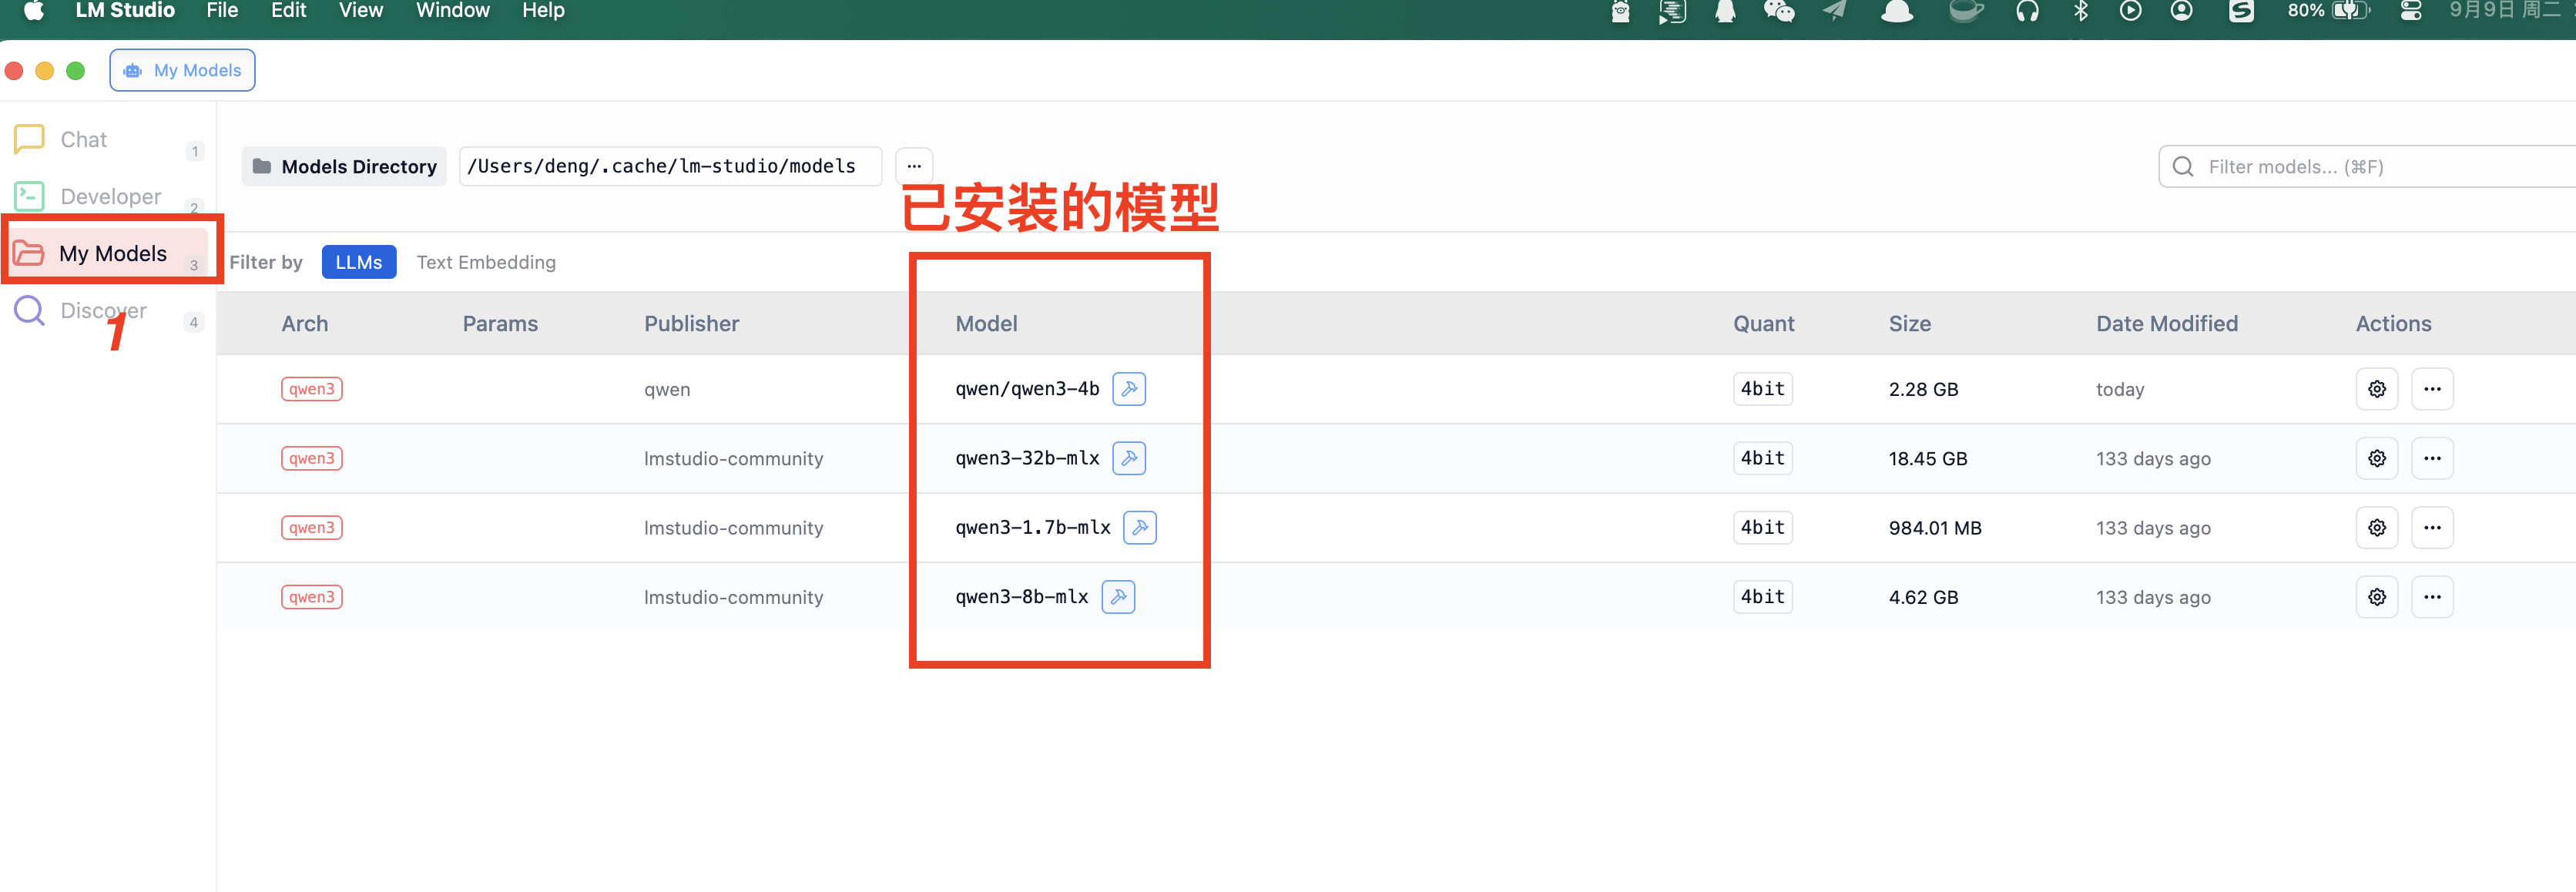 LM Studio File Edit View Window Help 80% 9月9日 周二
My Models
Chat 1
Developer 2
My Models 3
Discover 4
1
Models Directory /Users/deng/.cache/lm-studio/models ... Filter models... (⌘F)
已安装的模型
Filter by LLMs Text Embedding
Arch Params Publisher Model Quant Size Date Modified Actions
qwen3 qwen qwen/qwen3-4b 4bit 2.28 GB today ...
qwen3 lmstudio-community qwen3-32b-mlx 4bit 18.45 GB 133 days ago ...
qwen3 lmstudio-community qwen3-1.7b-mlx 4bit 984.01 MB 133 days ago ...
qwen3 lmstudio-community qwen3-8b-mlx 4bit 4.62 GB 133 days ago ...